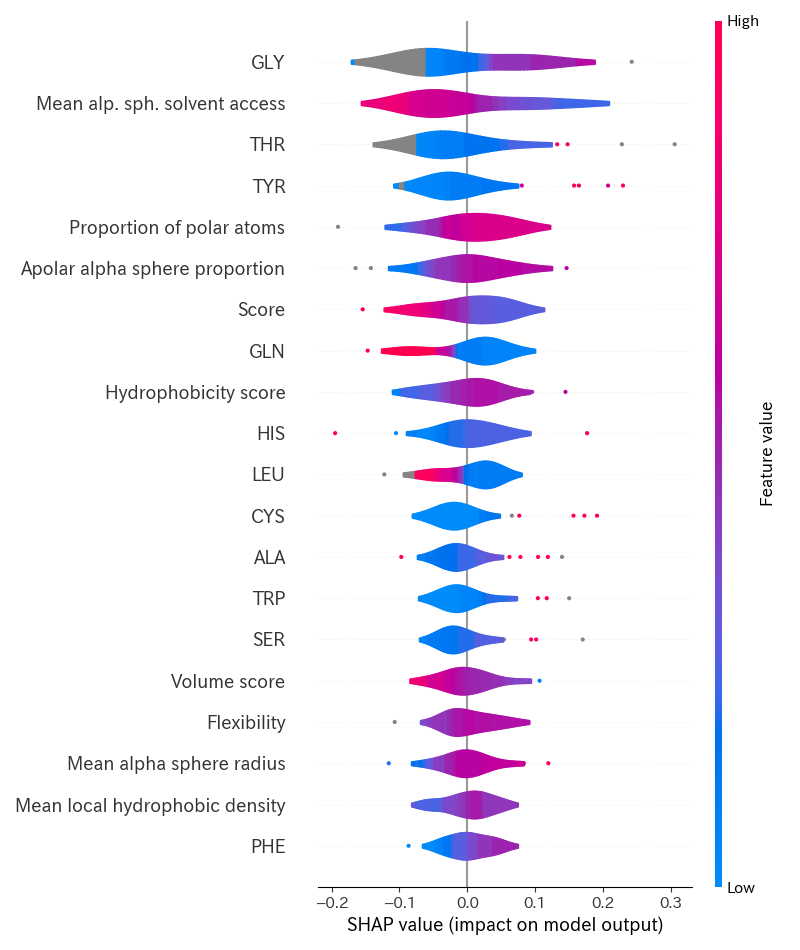 High
GLY
Mean alp. sph. solvent access
THR
TYR
Proportion of polar atoms
Apolar alpha sphere proportion
Score
GLN
Hydrophobicity score
HIS
LEU
CYS
ALA
TRP
SER
Volume score
Flexibility
Mean alpha sphere radius
Mean local hydrophobic density
PHE
Feature value
Low
−0.2 −0.1 0.0 0.1 0.2 0.3
SHAP value (impact on model output)